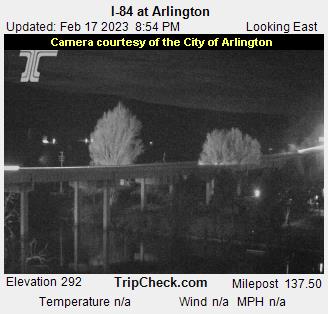 I-84 at Arlington
Updated: Feb 17 2023 8:54 PM Looking East
Camera courtesy of the City of Arlington
Elevation 292 TripCheck.com Milepost 137.50
Temperature n/a Wind n/a MPH n/a